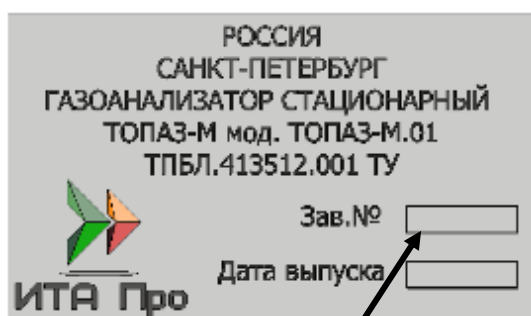 РОССИЯ
САНКТ-ПЕТЕРБУРГ
ГАЗОАНАЛИЗАТОР СТАЦИОНАРНЫЙ
ТОПАЗ-М мод. ТОПАЗ-М.01
ТПБЛ.413512.001 ТУ
Зав.№
Дата выпуска
ИТА Про